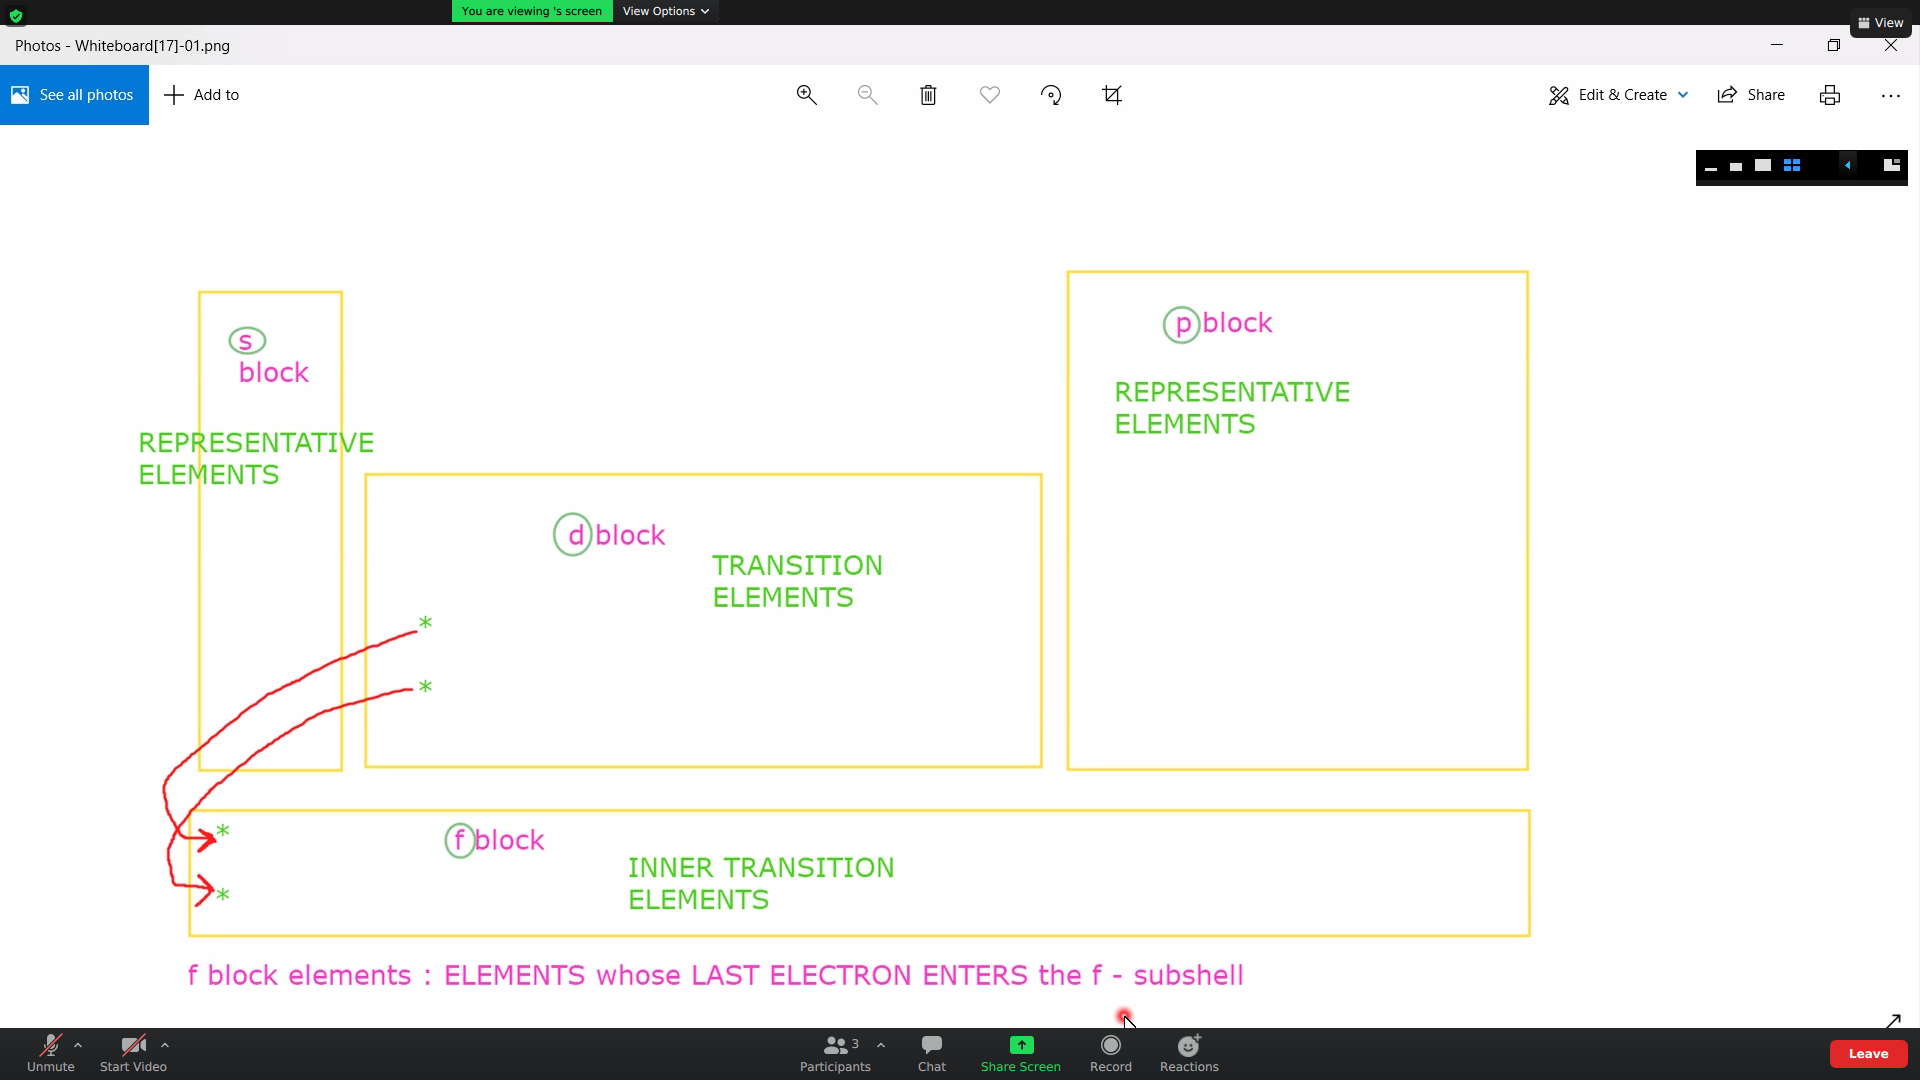 You are viewing 's screen
View Options
View
Photos - Whiteboard[17]-01.png
See all photos
Add to
Edit & Create
Share
s
block
REPRESENTATIVE
ELEMENTS
p block
REPRESENTATIVE
ELEMENTS
d block
TRANSITION
ELEMENTS
*
*
*
f block
INNER TRANSITION
ELEMENTS
*
f block elements : ELEMENTS whose LAST ELECTRON ENTERS the f - subshell
Unmute
Start Video
3
Participants
Chat
Share Screen
Record
Reactions
Leave